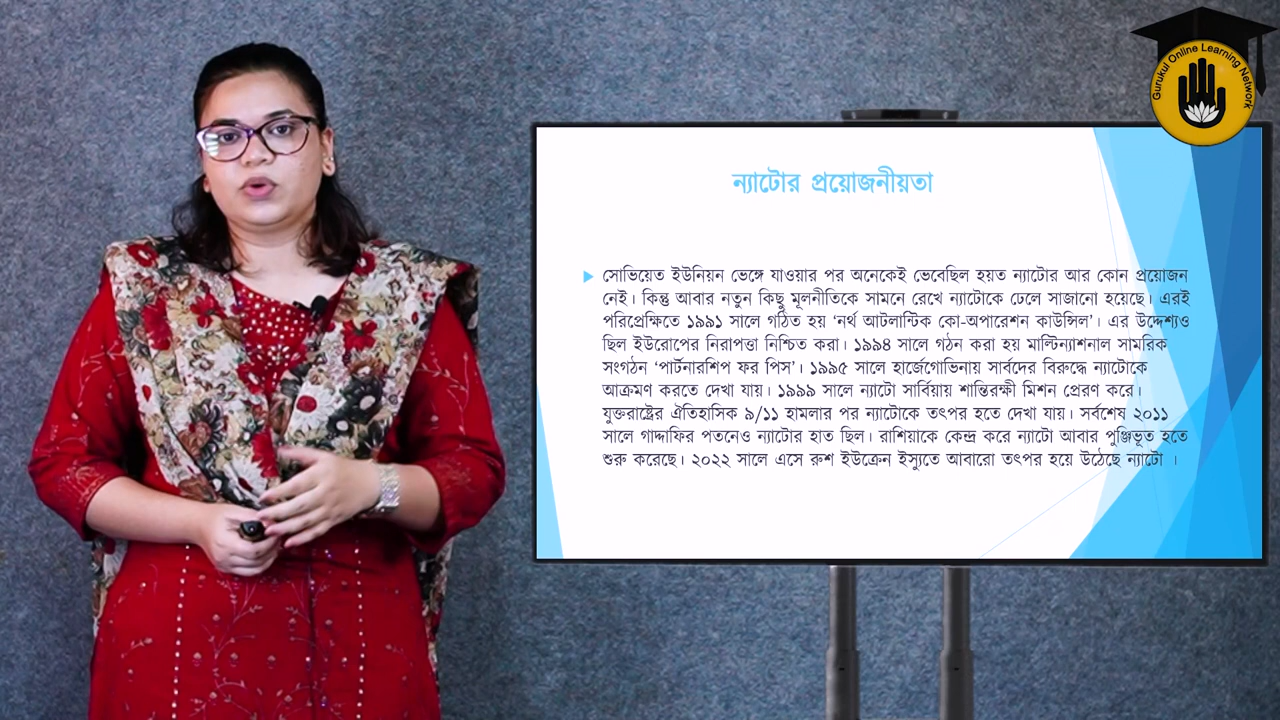 Gurukul Online Learning Network
ন্যাটোর প্রয়োজনীয়তা
সোভিয়েত ইউনিয়ন ভেঙ্গে যাওয়ার পর অনেকেই ভেবেছিল হয়ত ন্যাটোর আর কোন প্রয়োজন
নেই। কিন্তু আবার নতুন কিছু মূলনীতিকে সামনে রেখে ন্যাটোকে ঢেলে সাজানো হয়েছে। এরই
পরিপ্রেক্ষিতে ১৯৯১ সালে গঠিত হয় ‘নর্থ আটলান্টিক কো-অপারেশন কাউন্সিল’। এর উদ্দেশ্যও
ছিল ইউরোপের নিরাপত্তা নিশ্চিত করা। ১৯৯৪ সালে গঠন করা হয় মাল্টিন্যাশনাল সামরিক
সংগঠন ‘পার্টনারশিপ ফর পিস’। ১৯৯৫ সালে হার্জেগোভিনায় সার্বদের বিরুদ্ধে ন্যাটোকে
আক্রমণ করতে দেখা যায়। ১৯৯৯ সালে ন্যাটো সার্বিয়ায় শান্তিরক্ষী মিশন প্রেরণ করে।
যুক্তরাষ্ট্রের ঐতিহাসিক ৯/১১ হামলার পর ন্যাটোকে তৎপর হতে দেখা যায়। সর্বশেষ ২০১১
সালে গাদ্দাফির পতনেও ন্যাটোর হাত ছিল। রাশিয়াকে কেন্দ্র করে ন্যাটো আবার পুঞ্জিভূত হতে
শুরু করেছে। ২০২২ সালে এসে রুশ ইউক্রেন ইস্যুতে আবারো তৎপর হয়ে উঠেছে ন্যাটো ।